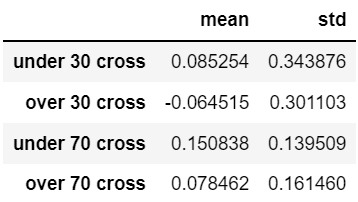 mean std
under 30 cross 0.085254 0.343876
over 30 cross -0.064515 0.301103
under 70 cross 0.150838 0.139509
over 70 cross 0.078462 0.161460